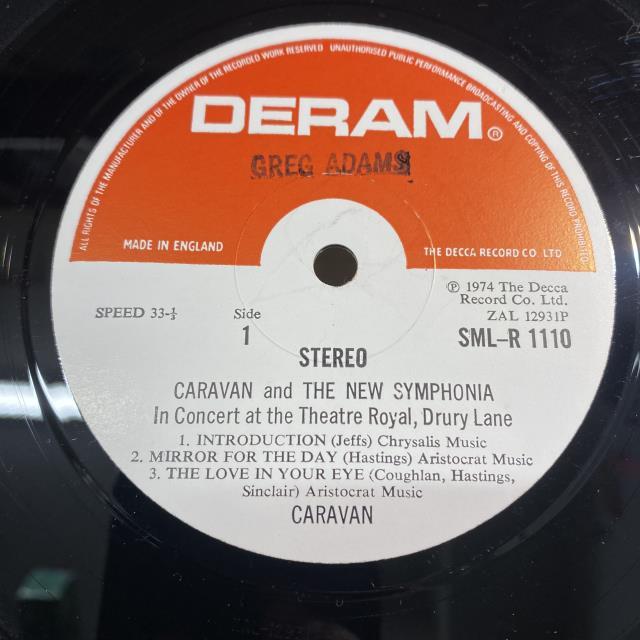 ALL RIGHTS OF THE MANUFACTURER AND OF THE OWNER OF THE RECORDED WORK RESERVED UNAUTHORISED PUBLIC PERFORMANCE BROADCASTING AND COPYING OF THIS RECORD PROHIBITED
DERAM®
GREG ADAMS
MADE IN ENGLAND
THE DECCA RECORD CO. LTD
℗ 1974 The Decca
Record Co. Ltd.
ZAL 12931P
SPEED 33-⅓
Side
1
SML-R 1110
STEREO
CARAVAN and THE NEW SYMPHONIA
In Concert at the Theatre Royal, Drury Lane
1. INTRODUCTION (Jeffs) Chrysalis Music
2. MIRROR FOR THE DAY (Hastings) Aristocrat Music
3. THE LOVE IN YOUR EYE (Coughlan, Hastings,
Sinclair) Aristocrat Music
CARAVAN